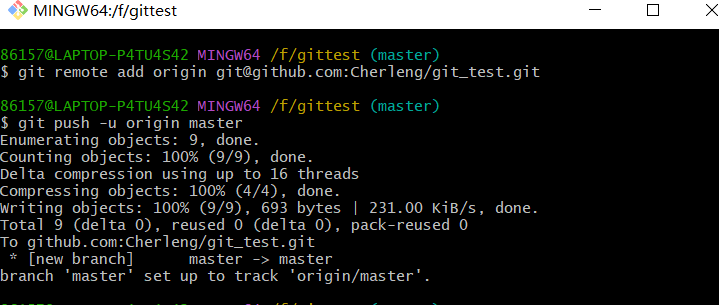 MINGW64:/f/gittest
86157@LAPTOP-P4TU4S42 MINGW64 /f/gittest (master)
$ git remote add origin git@github.com:Cherleng/git_test.git
86157@LAPTOP-P4TU4S42 MINGW64 /f/gittest (master)
$ git push -u origin master
Enumerating objects: 9, done.
Counting objects: 100% (9/9), done.
Delta compression using up to 16 threads
Compressing objects: 100% (4/4), done.
Writing objects: 100% (9/9), 693 bytes | 231.00 KiB/s, done.
Total 9 (delta 0), reused 0 (delta 0), pack-reused 0
To github.com:Cherleng/git_test.git
 * [new branch]      master -> master
branch 'master' set up to track 'origin/master'.